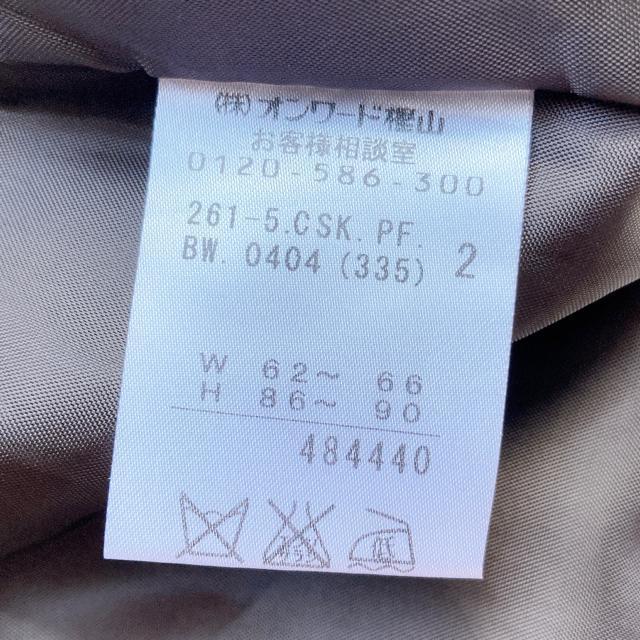 (株)オンワード樫山
お客様相談室
0120-586-300
261-5.CSK.PF.
BW. 0404 (335) 2
W 62～ 66
H 86～ 90
484440
低